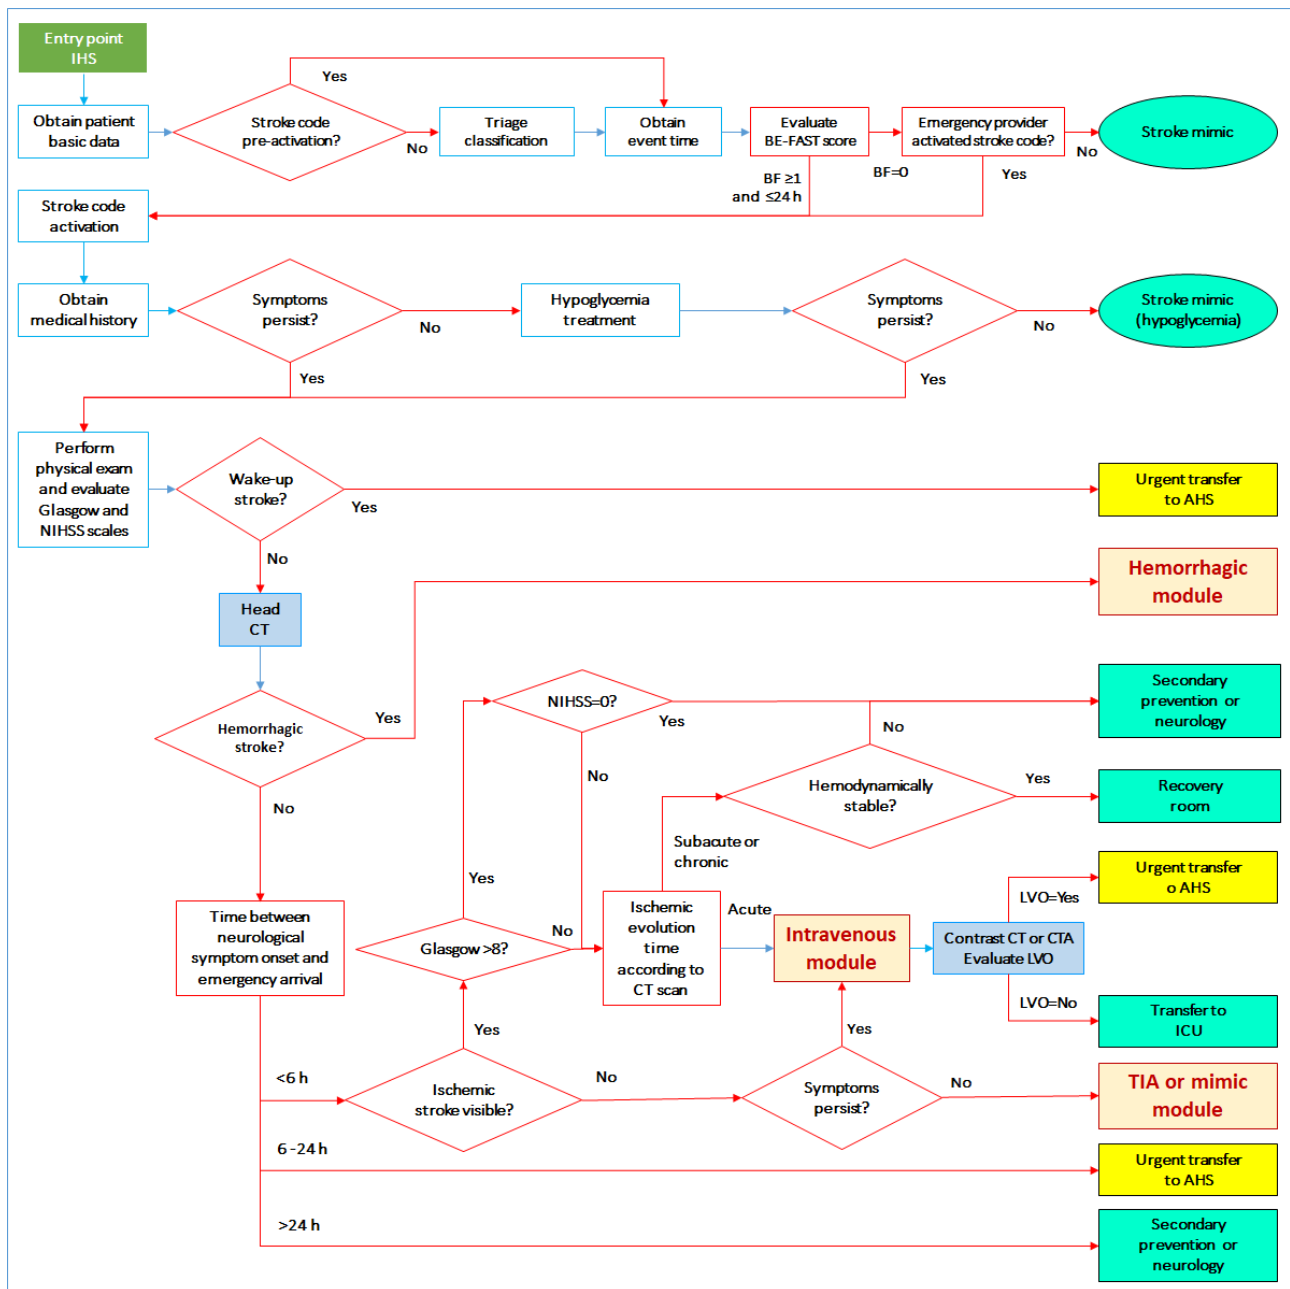 Entry point
IHS
Yes
Obtain patient
basic data
Stroke code
pre-activation?
No
Triage
classification
Obtain
event time
Evaluate
BE-FAST score
Emergency provider
activated stroke code?
No
Stroke mimic
BF ≥1
and ≤24 h
BF=0
Yes
Stroke code
activation
Obtain
medical history
Symptoms
persist?
No
Hypoglycemia
treatment
Symptoms
persist?
No
Stroke mimic
(hypoglycemia)
Yes
Yes
Perform
physical exam
and evaluate
Glasgow and
NIHSS scales
Wake-up
stroke?
Yes
Urgent transfer
to AHS
No
Head
CT
Hemorrhagic
module
Hemorrhagic
stroke?
Yes
NIHSS=0?
Yes
Secondary
prevention or
neurology
No
No
No
Hemodynamically
stable?
Yes
Recovery
room
Subacute or
chronic
Yes
Time between
neurological
symptom onset and
emergency arrival
Glasgow >8?
No
Ischemic
evolution
time
according to
CT scan
Acute
Intravenous
module
Contrast CT or CTA
Evaluate LVO
LVO=Yes
Urgent transfer
o AHS
LVO=No
Transfer to
ICU
Yes
Yes
<6 h
Ischemic
stroke visible?
No
Symptoms
persist?
No
TIA or mimic
module
6 -24 h
Urgent transfer
to AHS
>24 h
Secondary
prevention or
neurology